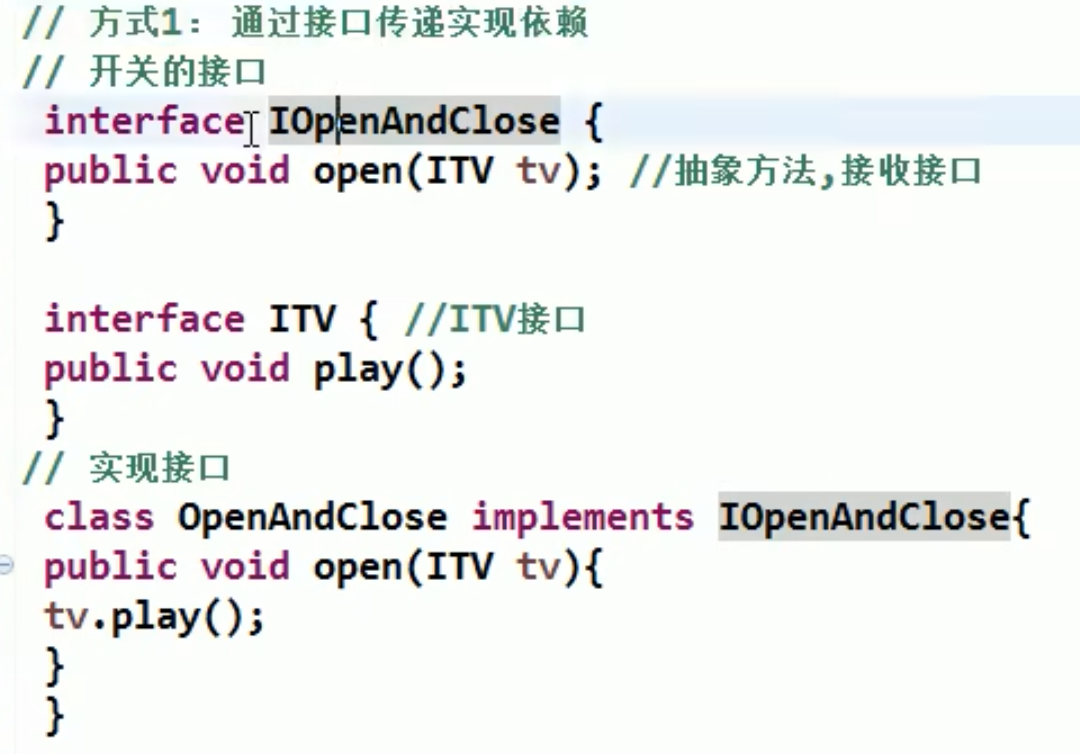 // 方式1: 通过接口传递实现依赖
// 开关的接口
interface IOpenAndClose {
public void open(ITV tv); //抽象方法,接收接口
}
interface ITV { //ITV接口
public void play();
}
// 实现接口
class OpenAndClose implements IOpenAndClose{
public void open(ITV tv){
tv.play();
}
}